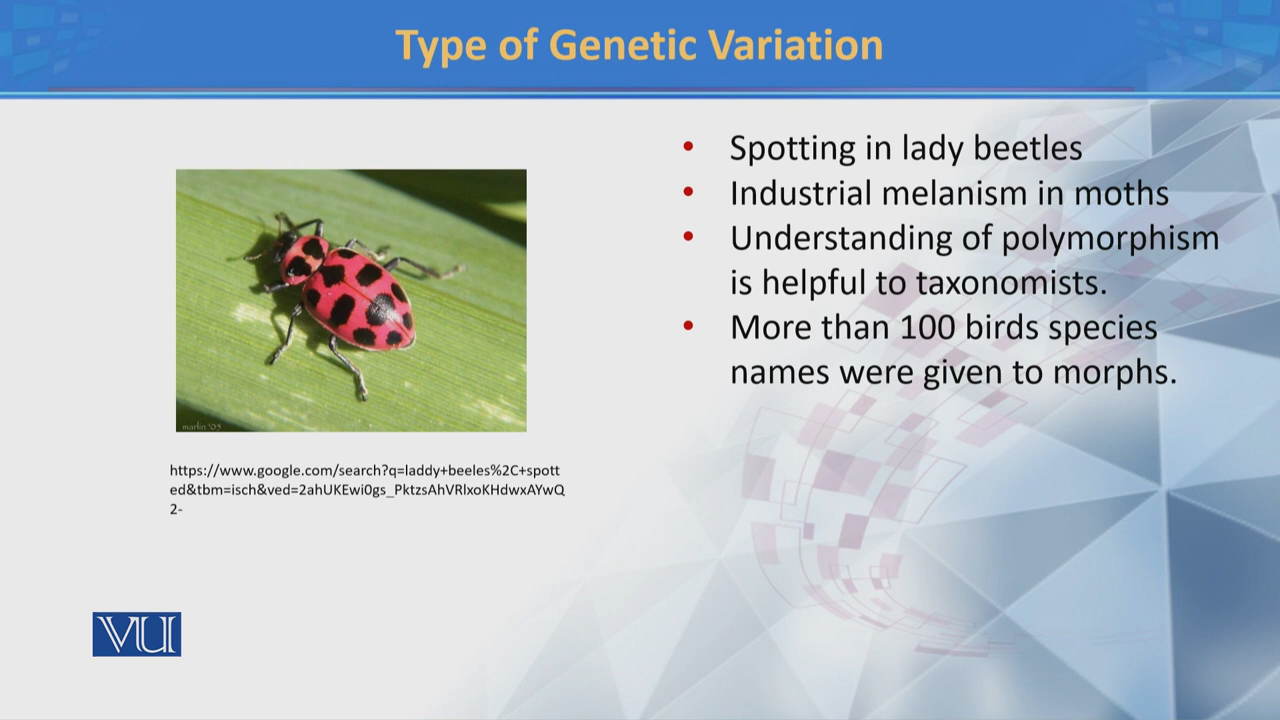 Type of Genetic Variation
• Spotting in lady beetles
• Industrial melanism in moths
• Understanding of polymorphism
is helpful to taxonomists.
• More than 100 birds species
names were given to morphs.
marlin '03
https://www.google.com/search?q=laddy+beeles%2C+spott
ed&tbm=isch&ved=2ahUKEwi0gs_PktzsAhVRlxoKHdwxAYwQ
2-
VU